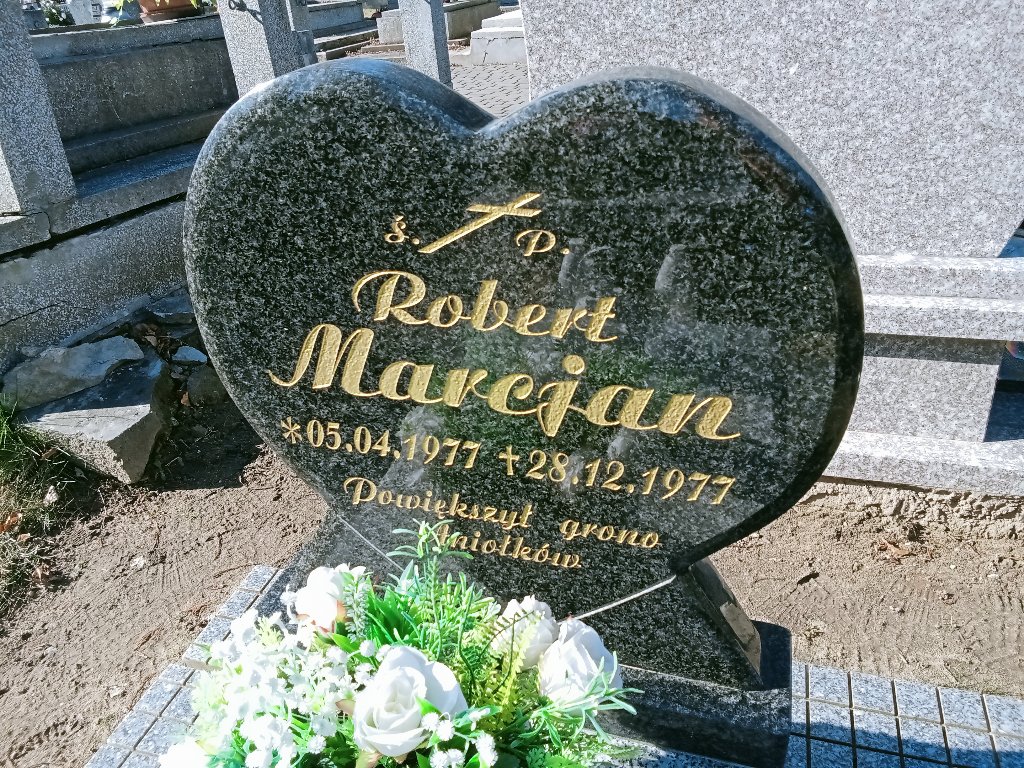 ś. P.
Robert
Marcjan
*05.04.1977 ✝28.12.1977
Powiększył grono
Aniołków